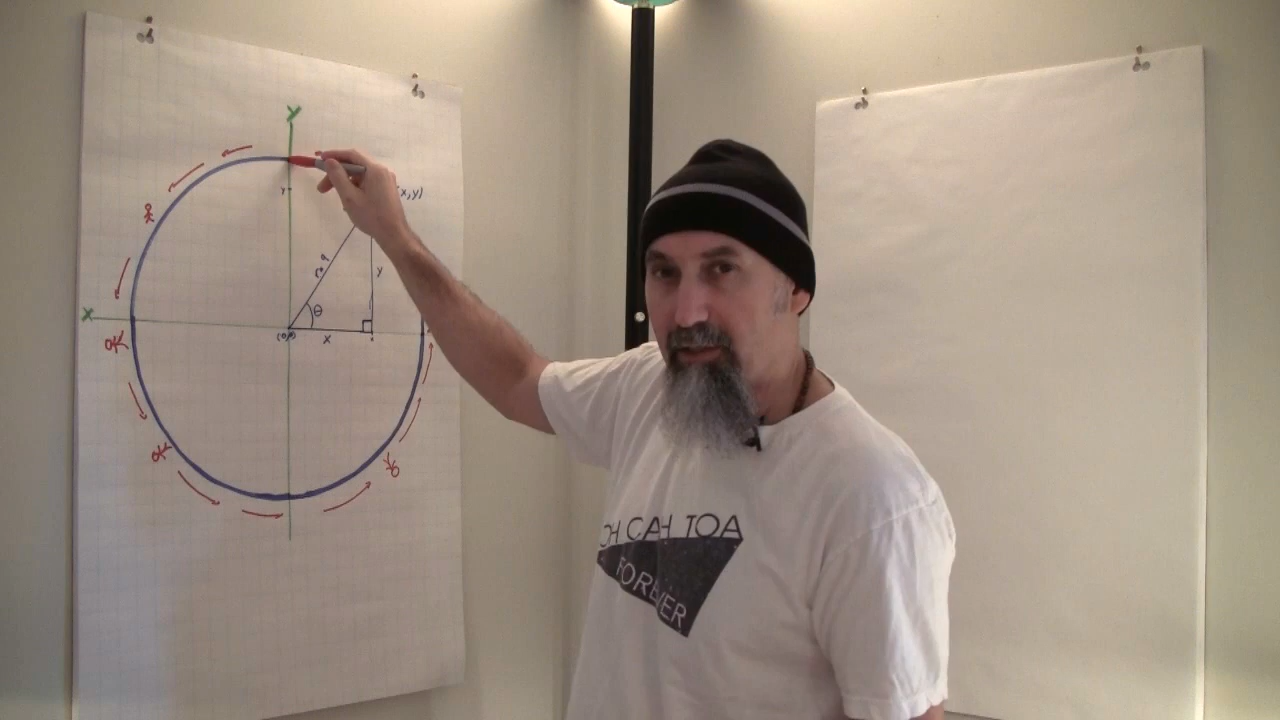 Y
(x,y)
Y
r=?
y
θ
X
(0,0)
x
OH CAH TOA
FOREVER